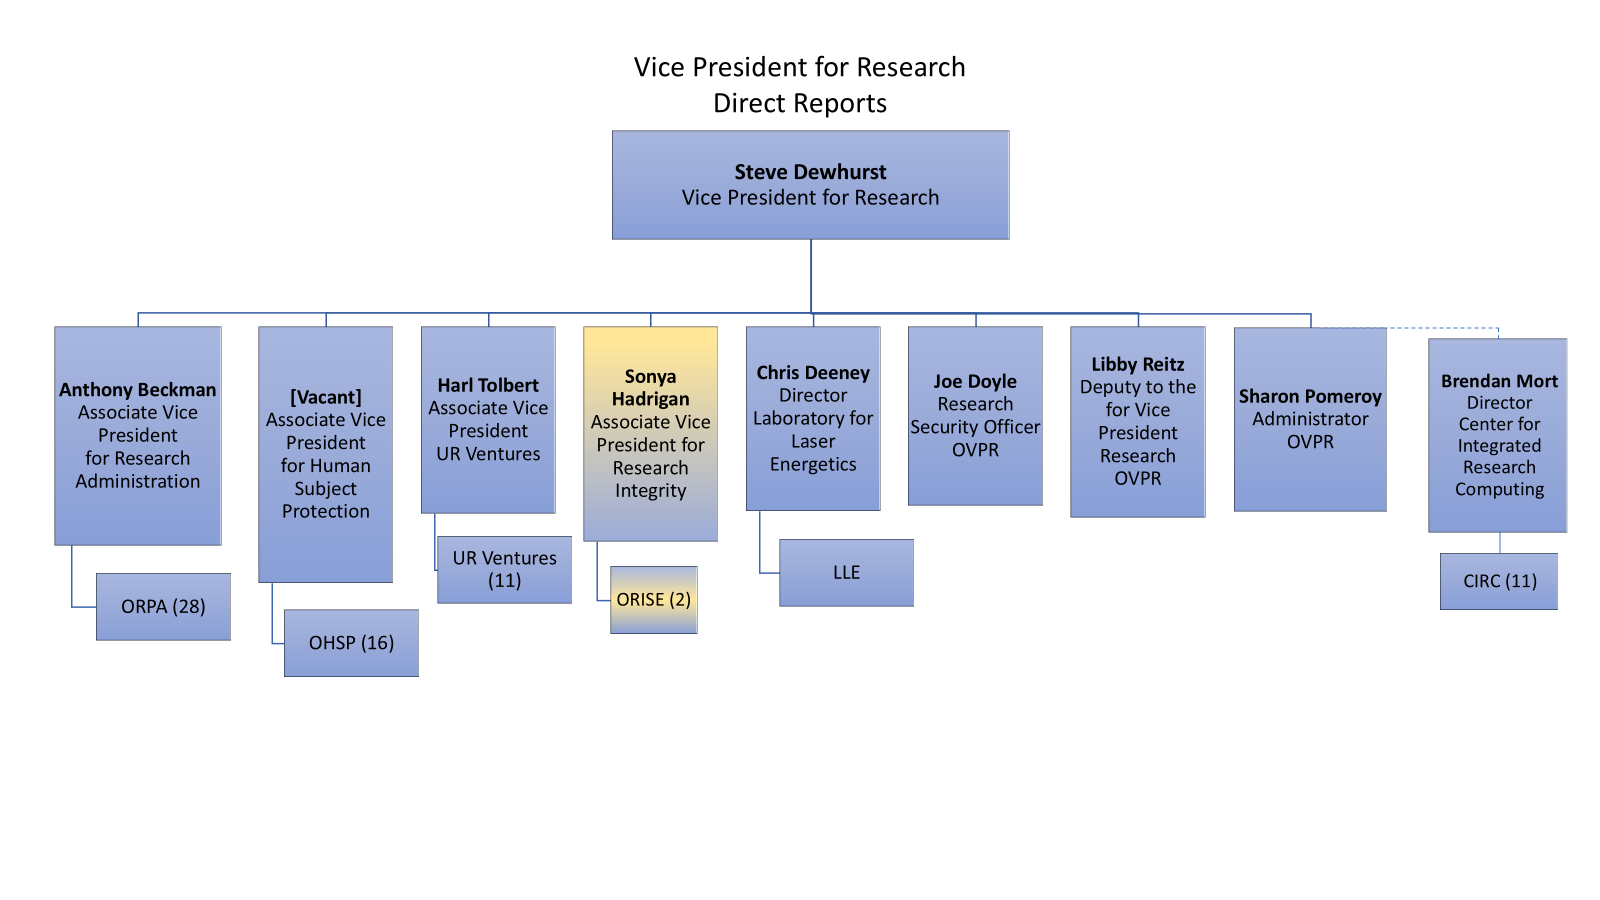 Vice President for Research
Direct Reports
Steve Dewhurst
Vice President for Research
Anthony Beckman
Associate Vice
President
for Research
Administration
[Vacant]
Associate Vice
President
for Human
Subject
Protection
Harl Tolbert
Associate Vice
President
UR Ventures
Sonya
Hadrigan
Associate Vice
President for
Research
Integrity
Chris Deeney
Director
Laboratory for
Laser
Energetics
Joe Doyle
Research
Security Officer
OVPR
Libby Reitz
Deputy to the
for Vice
President
Research
OVPR
Sharon Pomeroy
Administrator
OVPR
Brendan Mort
Director
Center for
Integrated
Research
Computing
ORPA (28)
OHSP (16)
UR Ventures
(11)
ORISE (2)
LLE
CIRC (11)